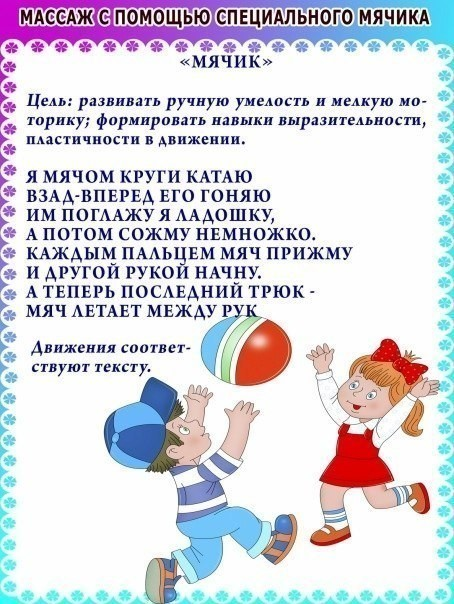 МАССАЖ С ПОМОЩЬЮ СПЕЦИАЛЬНОГО МЯЧИКА
«МЯЧИК»
Цель: развивать ручную умелость и мелкую мо-
торику; формировать навыки выразительности,
пластичности в движении.
Я МЯЧОМ КРУГИ КАТАЮ
ВЗАД-ВПЕРЕД ЕГО ГОНЯЮ
ИМ ПОГЛАЖУ Я ЛАДОШКУ,
А ПОТОМ СОЖМУ НЕМНОЖКО.
КАЖДЫМ ПАЛЬЦЕМ МЯЧ ПРИЖМУ
И ДРУГОЙ РУКОЙ НАЧНУ.
А ТЕПЕРЬ ПОСЛЕДНИЙ ТРЮК -
МЯЧ ЛЕТАЕТ МЕЖДУ РУК
Движения соответ-
ствуют тексту.